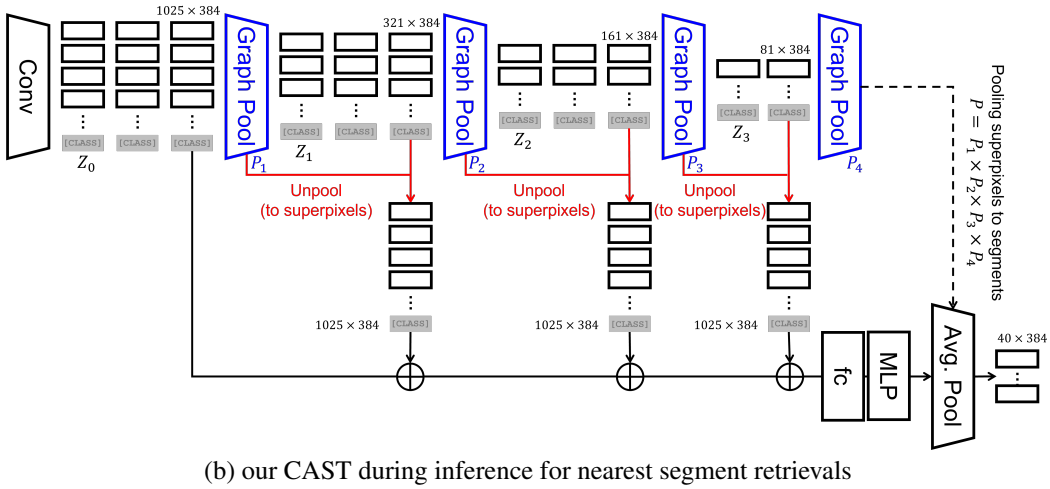 1025 × 384
321 × 384
161 × 384
81 × 384
Conv
Graph Pool
Graph Pool
Graph Pool
Graph Pool
[CLASS]
[CLASS]
[CLASS]
[CLASS]
[CLASS]
[CLASS]
[CLASS]
[CLASS]
[CLASS]
[CLASS]
[CLASS]
Z0
Z1
Z2
Z3
P1
P2
P3
P4
Unpool
(to superpixels)
Unpool
(to superpixels)
Unpool
(to superpixels)
Pooling superpixels to segments
P = P1 × P2 × P3 × P4
1025 × 384
[CLASS]
1025 × 384
[CLASS]
1025 × 384
[CLASS]
fc
MLP
Avg. Pool
40 × 384
(b) our CAST during inference for nearest segment retrievals